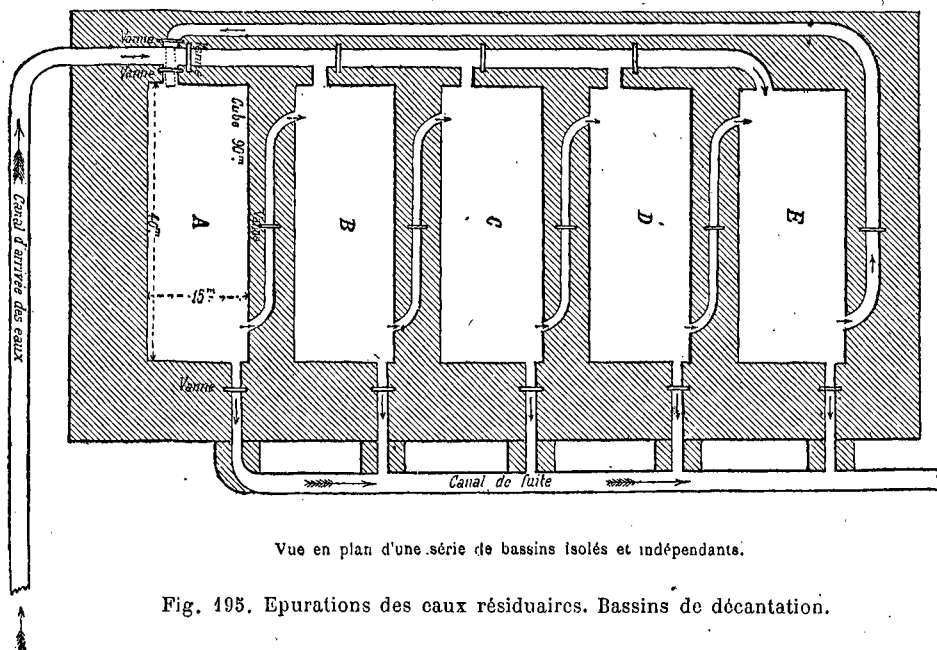 Vanne
Vanne
Vanne
Canal d'arrivée des eaux
Cube 90m.
15m.
A
Vanne
B
C
D
E
Vanne
Canal de fuite
Vue en plan d'une série de bassins isolés et indépendants.
Fig. 195. Epurations des eaux résiduaires. Bassins de décantation.